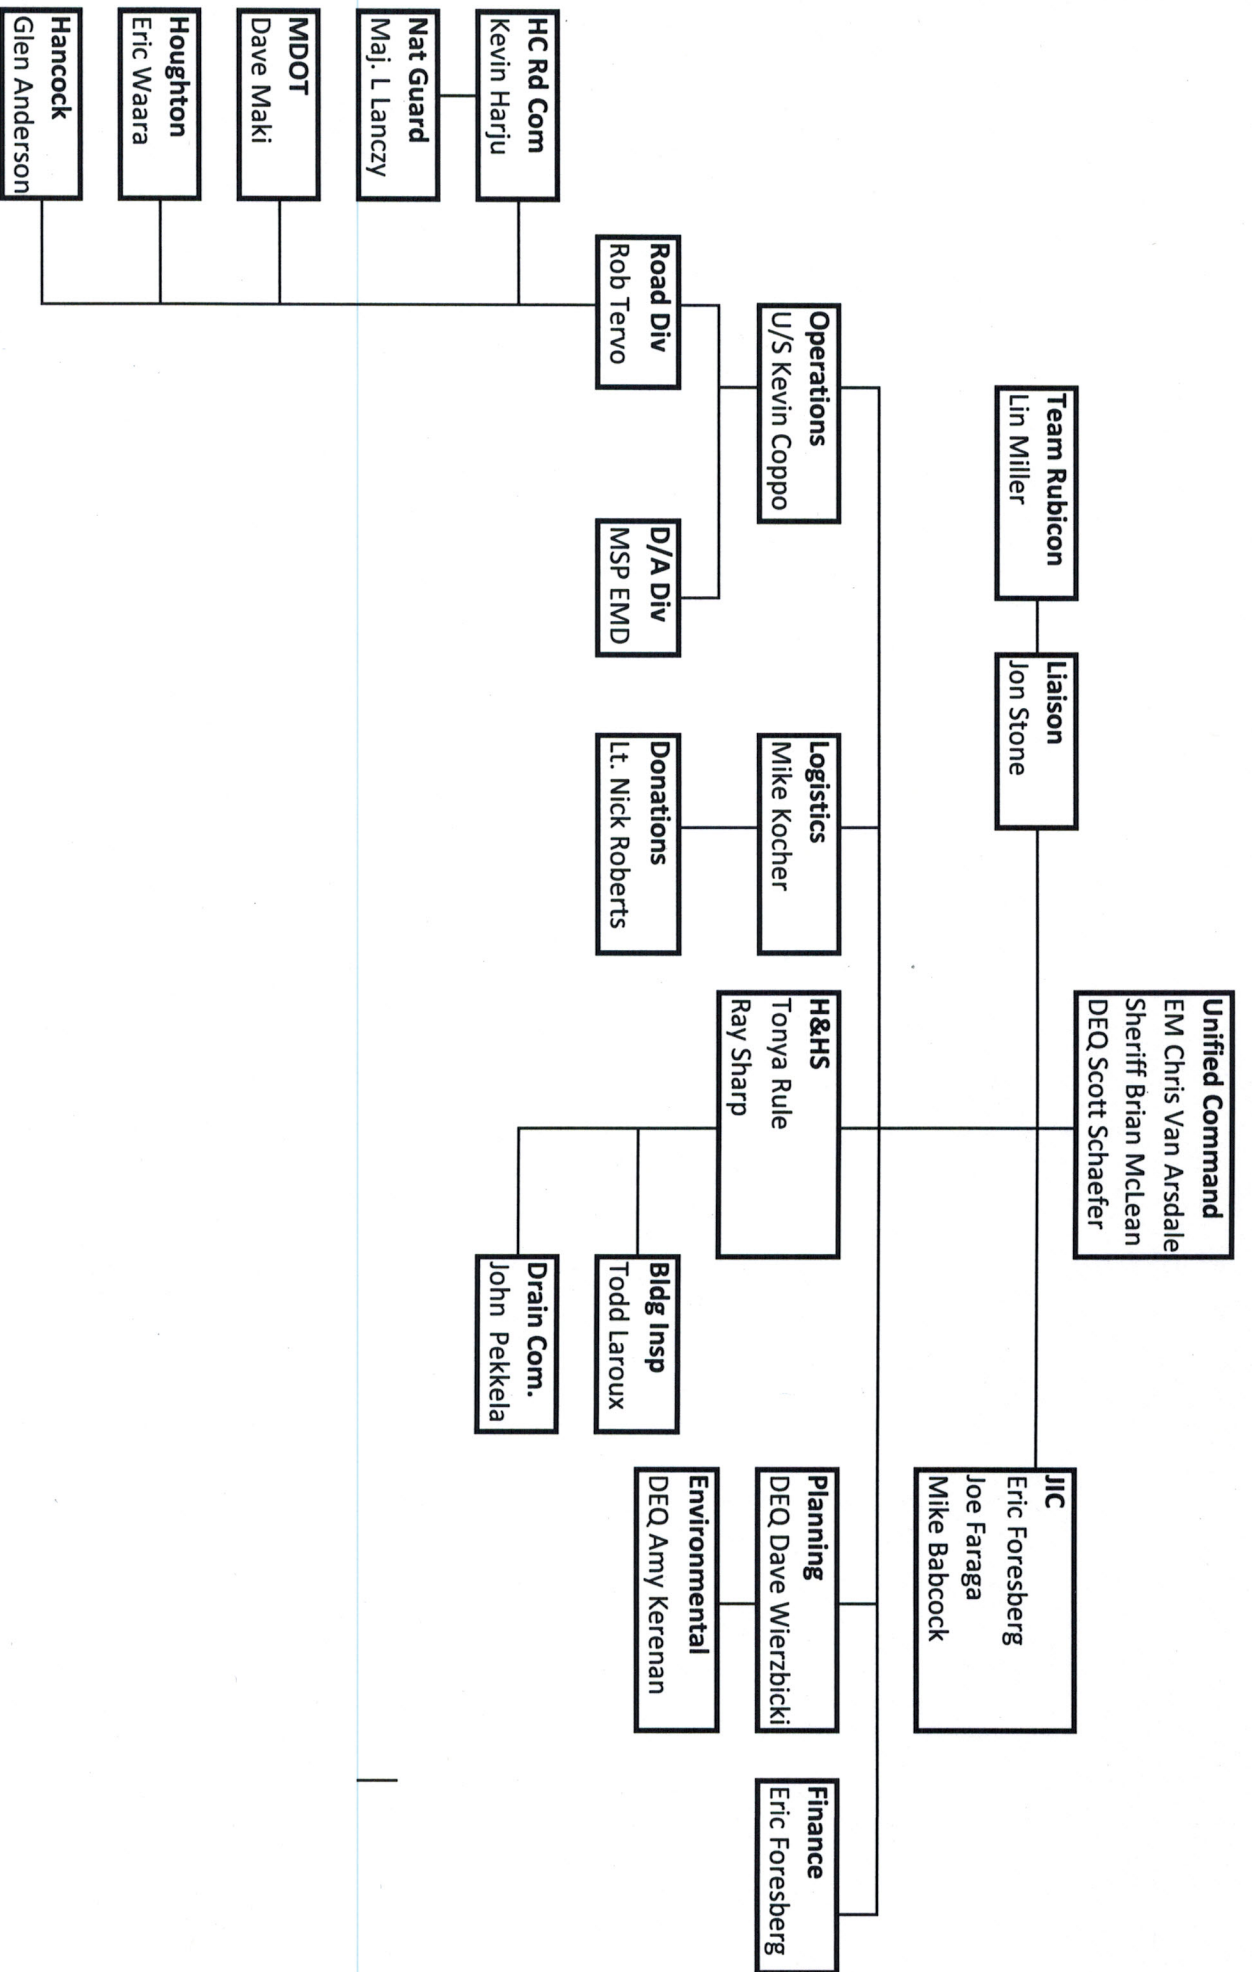 Unified Command
EM Chris Van Arsdale
Sheriff Brian McLean
DEQ Scott Schaefer
Team Rubicon
Lin Miller
Liaison
Jon Stone
JIC
Eric Foresberg
Joe Faraga
Mike Babcock
Operations
U/S Kevin Coppo
Logistics
Mike Kocher
H&HS
Tonya Rule
Ray Sharp
Planning
DEQ Dave Wierzbicki
Finance
Eric Foresberg
Road Div
Rob Tervo
D/A Div
MSP EMD
Donations
Lt. Nick Roberts
Bldg Insp
Todd Laroux
Environmental
DEQ Amy Kerenan
HC Rd Com
Kevin Harju
Drain Com.
John Pekkela
Nat Guard
Maj. L Lanczy
MDOT
Dave Maki
Houghton
Eric Waara
Hancock
Glen Anderson